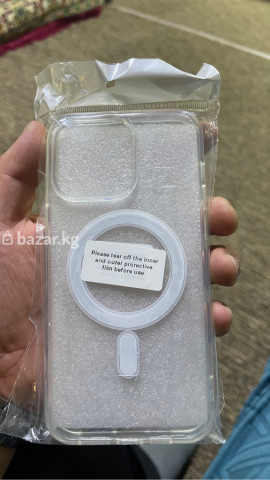 bazar.kg
Please tear off the inner
and outer protective
film before use